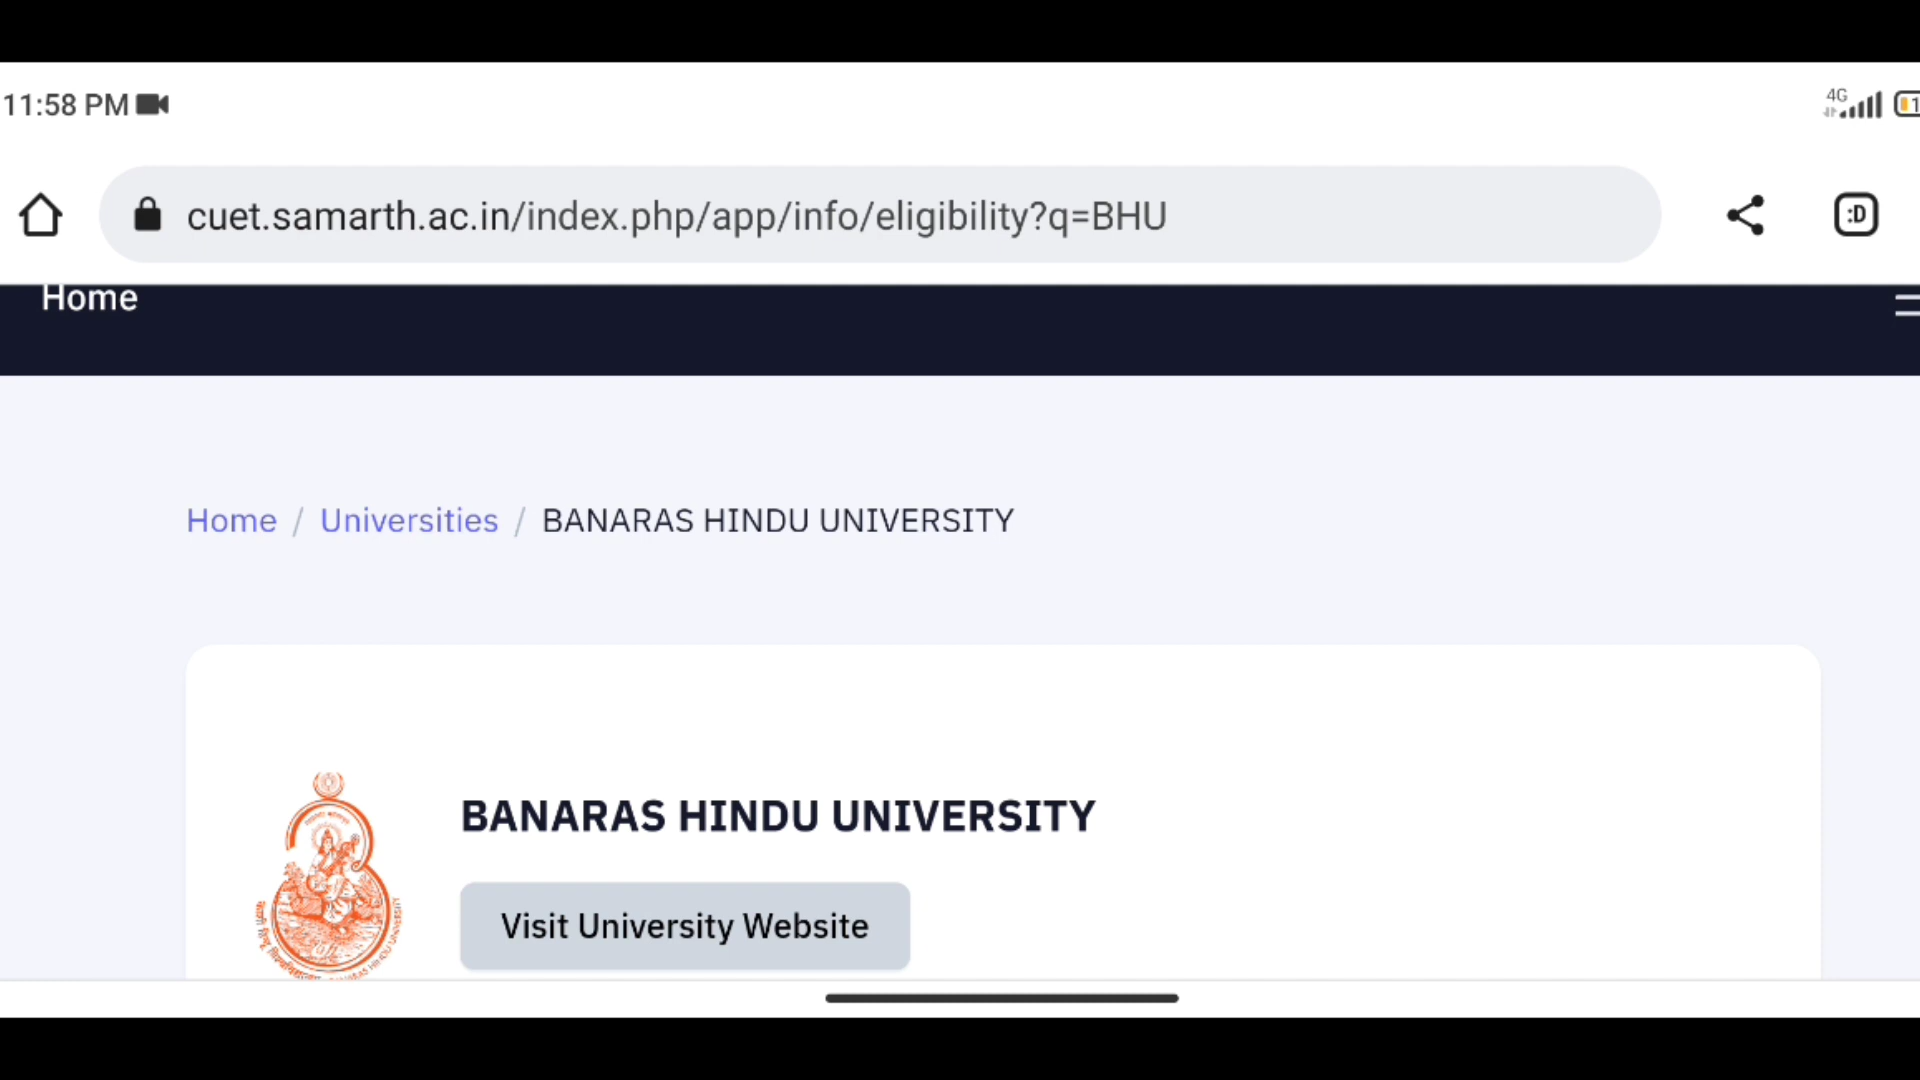 11:58 PM
4G
cuet.samarth.ac.in/index.php/app/info/eligibility?q=BHU
:D
Home
Home / Universities / BANARAS HINDU UNIVERSITY
BANARAS HINDU UNIVERSITY
Visit University Website